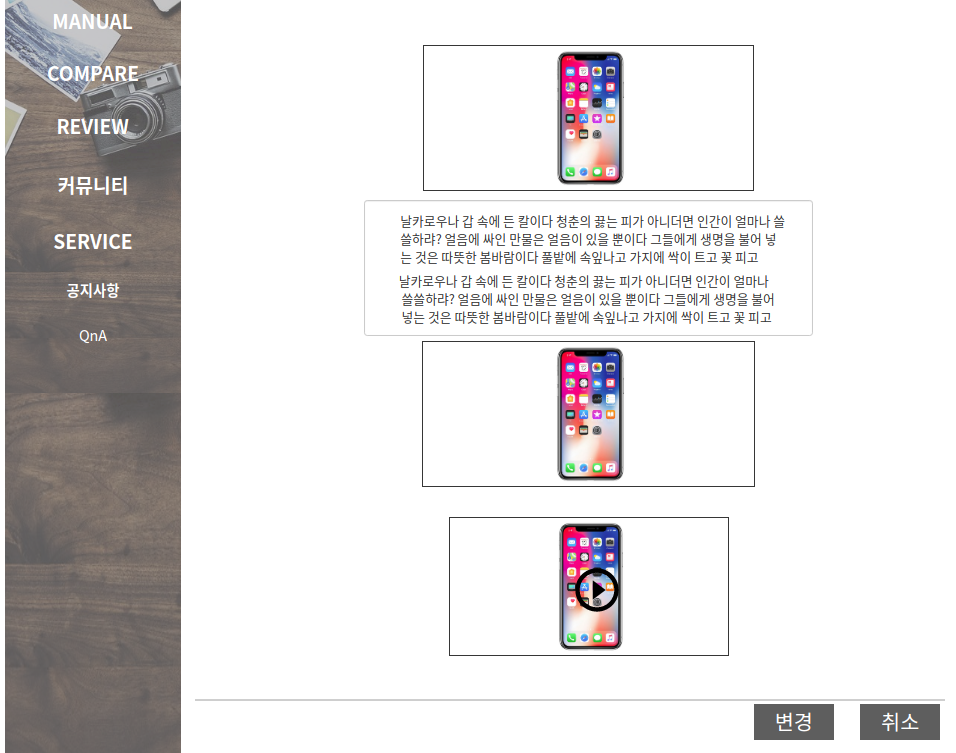 MANUAL
COMPARE
REVIEW
커뮤니티
SERVICE
공지사항
QnA
날카로우나 갑 속에 든 칼이다 청춘의 끓는 피가 아니더면 인간이 얼마나 쓸
쓸하랴? 얼음에 싸인 만물은 얼음이 있을 뿐이다 그들에게 생명을 불어 넣
는 것은 따뜻한 봄바람이다 풀밭에 속잎나고 가지에 싹이 트고 꽃 피고
날카로우나 갑 속에 든 칼이다 청춘의 끓는 피가 아니더면 인간이 얼마나
쓸쓸하랴? 얼음에 싸인 만물은 얼음이 있을 뿐이다 그들에게 생명을 불어
넣는 것은 따뜻한 봄바람이다 풀밭에 속잎나고 가지에 싹이 트고 꽃 피고
변경
취소